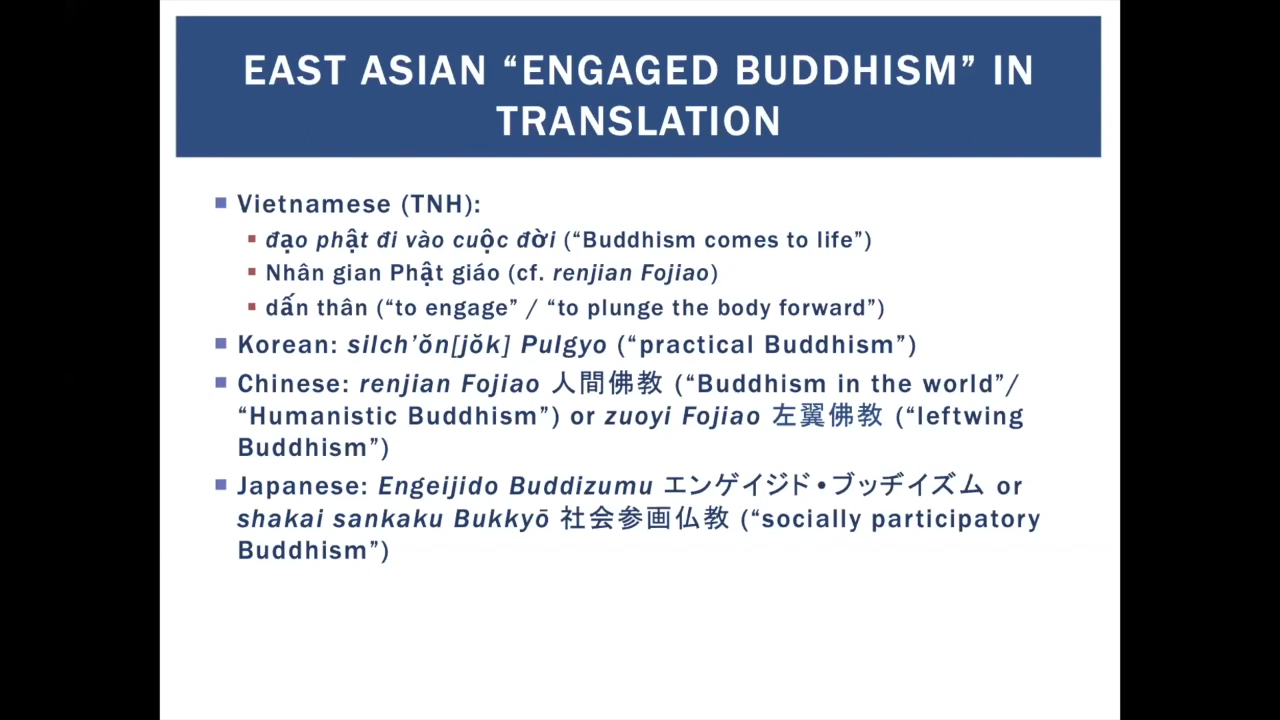 EAST ASIAN “ENGAGED BUDDHISM” IN
TRANSLATION
Vietnamese (TNH):
đạo phật đi vào cuộc đời (“Buddhism comes to life”)
Nhân gian Phật giáo (cf. renjian Fojiao)
dấn thân (“to engage” / “to plunge the body forward”)
Korean: silch’ŏn[jŏk] Pulgyo (“practical Buddhism”)
Chinese: renjian Fojiao 人間佛教 (“Buddhism in the world”/
“Humanistic Buddhism”) or zuoyi Fojiao 左翼佛教 (“leftwing
Buddhism”)
Japanese: Engeijido Buddizumu エンゲイジド•ブッヂイズム or
shakai sankaku Bukkyō 社会参画仏教 (“socially participatory
Buddhism”)